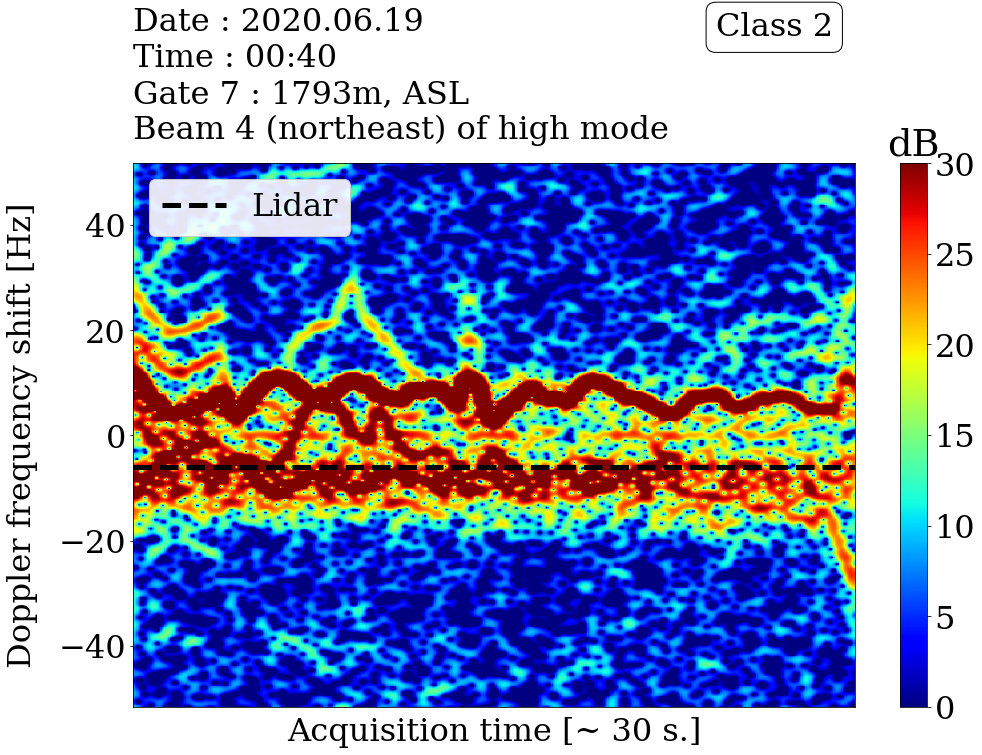 Date : 2020.06.19
Time : 00:40
Gate 7 : 1793m, ASL
Beam 4 (northeast) of high mode
Class 2
dB
Lidar
Doppler frequency shift [Hz]
40
20
0
−20
−40
30
25
20
15
10
5
0
Acquisition time [~ 30 s.]